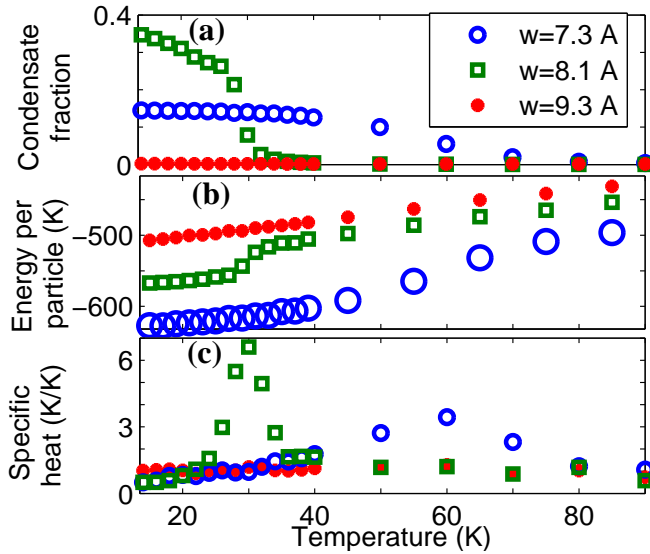 0.4
(a)
w=7.3 A
w=8.1 A
w=9.3 A
Condensate
fraction
0
(b)
−500
−600
Energy per
particle (K)
(c)
6
3
0
Specific
heat (K/K)
20 40 60 80
Temperature (K)